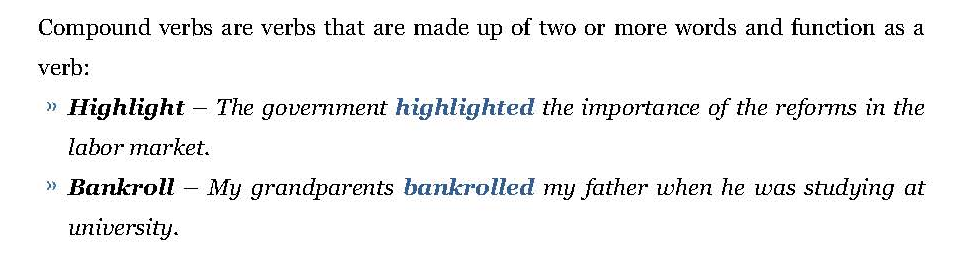 Compound verbs are verbs that are made up of two or more words and function as a
verb:
» Highlight – The government highlighted the importance of the reforms in the
labor market.
» Bankroll – My grandparents bankrolled my father when he was studying at
university.